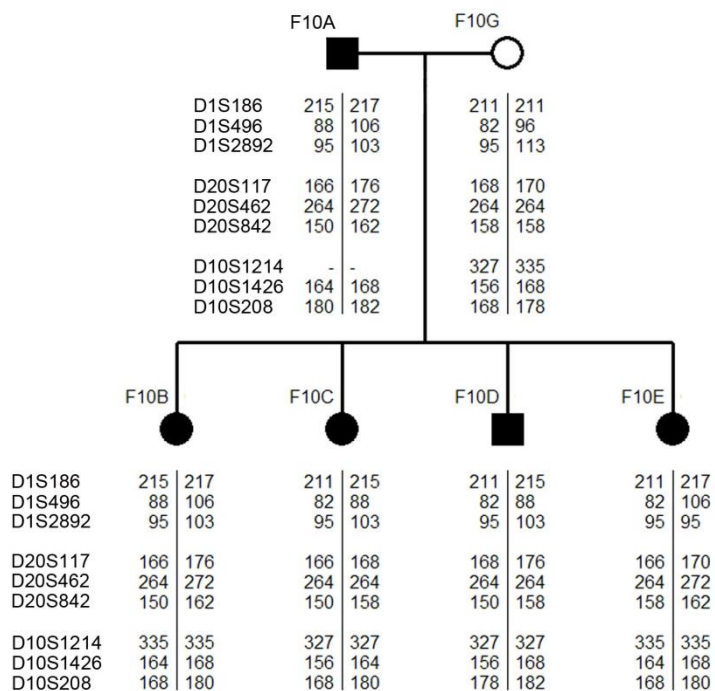 F10A F10G
D1S186 215 217 211 211
D1S496 88 106 82 96
D1S2892 95 103 95 113
D20S117 166 176 168 170
D20S462 264 272 264 264
D20S842 150 162 158 158
D10S1214 - - 327 335
D10S1426 164 168 156 168
D10S208 180 182 168 178
F10B F10C F10D F10E
D1S186 215 217 211 215 211 215 211 217
D1S496 88 106 82 88 82 88 82 106
D1S2892 95 103 95 103 95 103 95 95
D20S117 166 176 166 168 168 176 166 170
D20S462 264 272 264 264 264 264 264 272
D20S842 150 162 150 158 150 158 158 162
D10S1214 335 335 327 327 327 327 335 335
D10S1426 164 168 156 164 156 168 164 168
D10S208 168 180 168 180 178 182 168 180